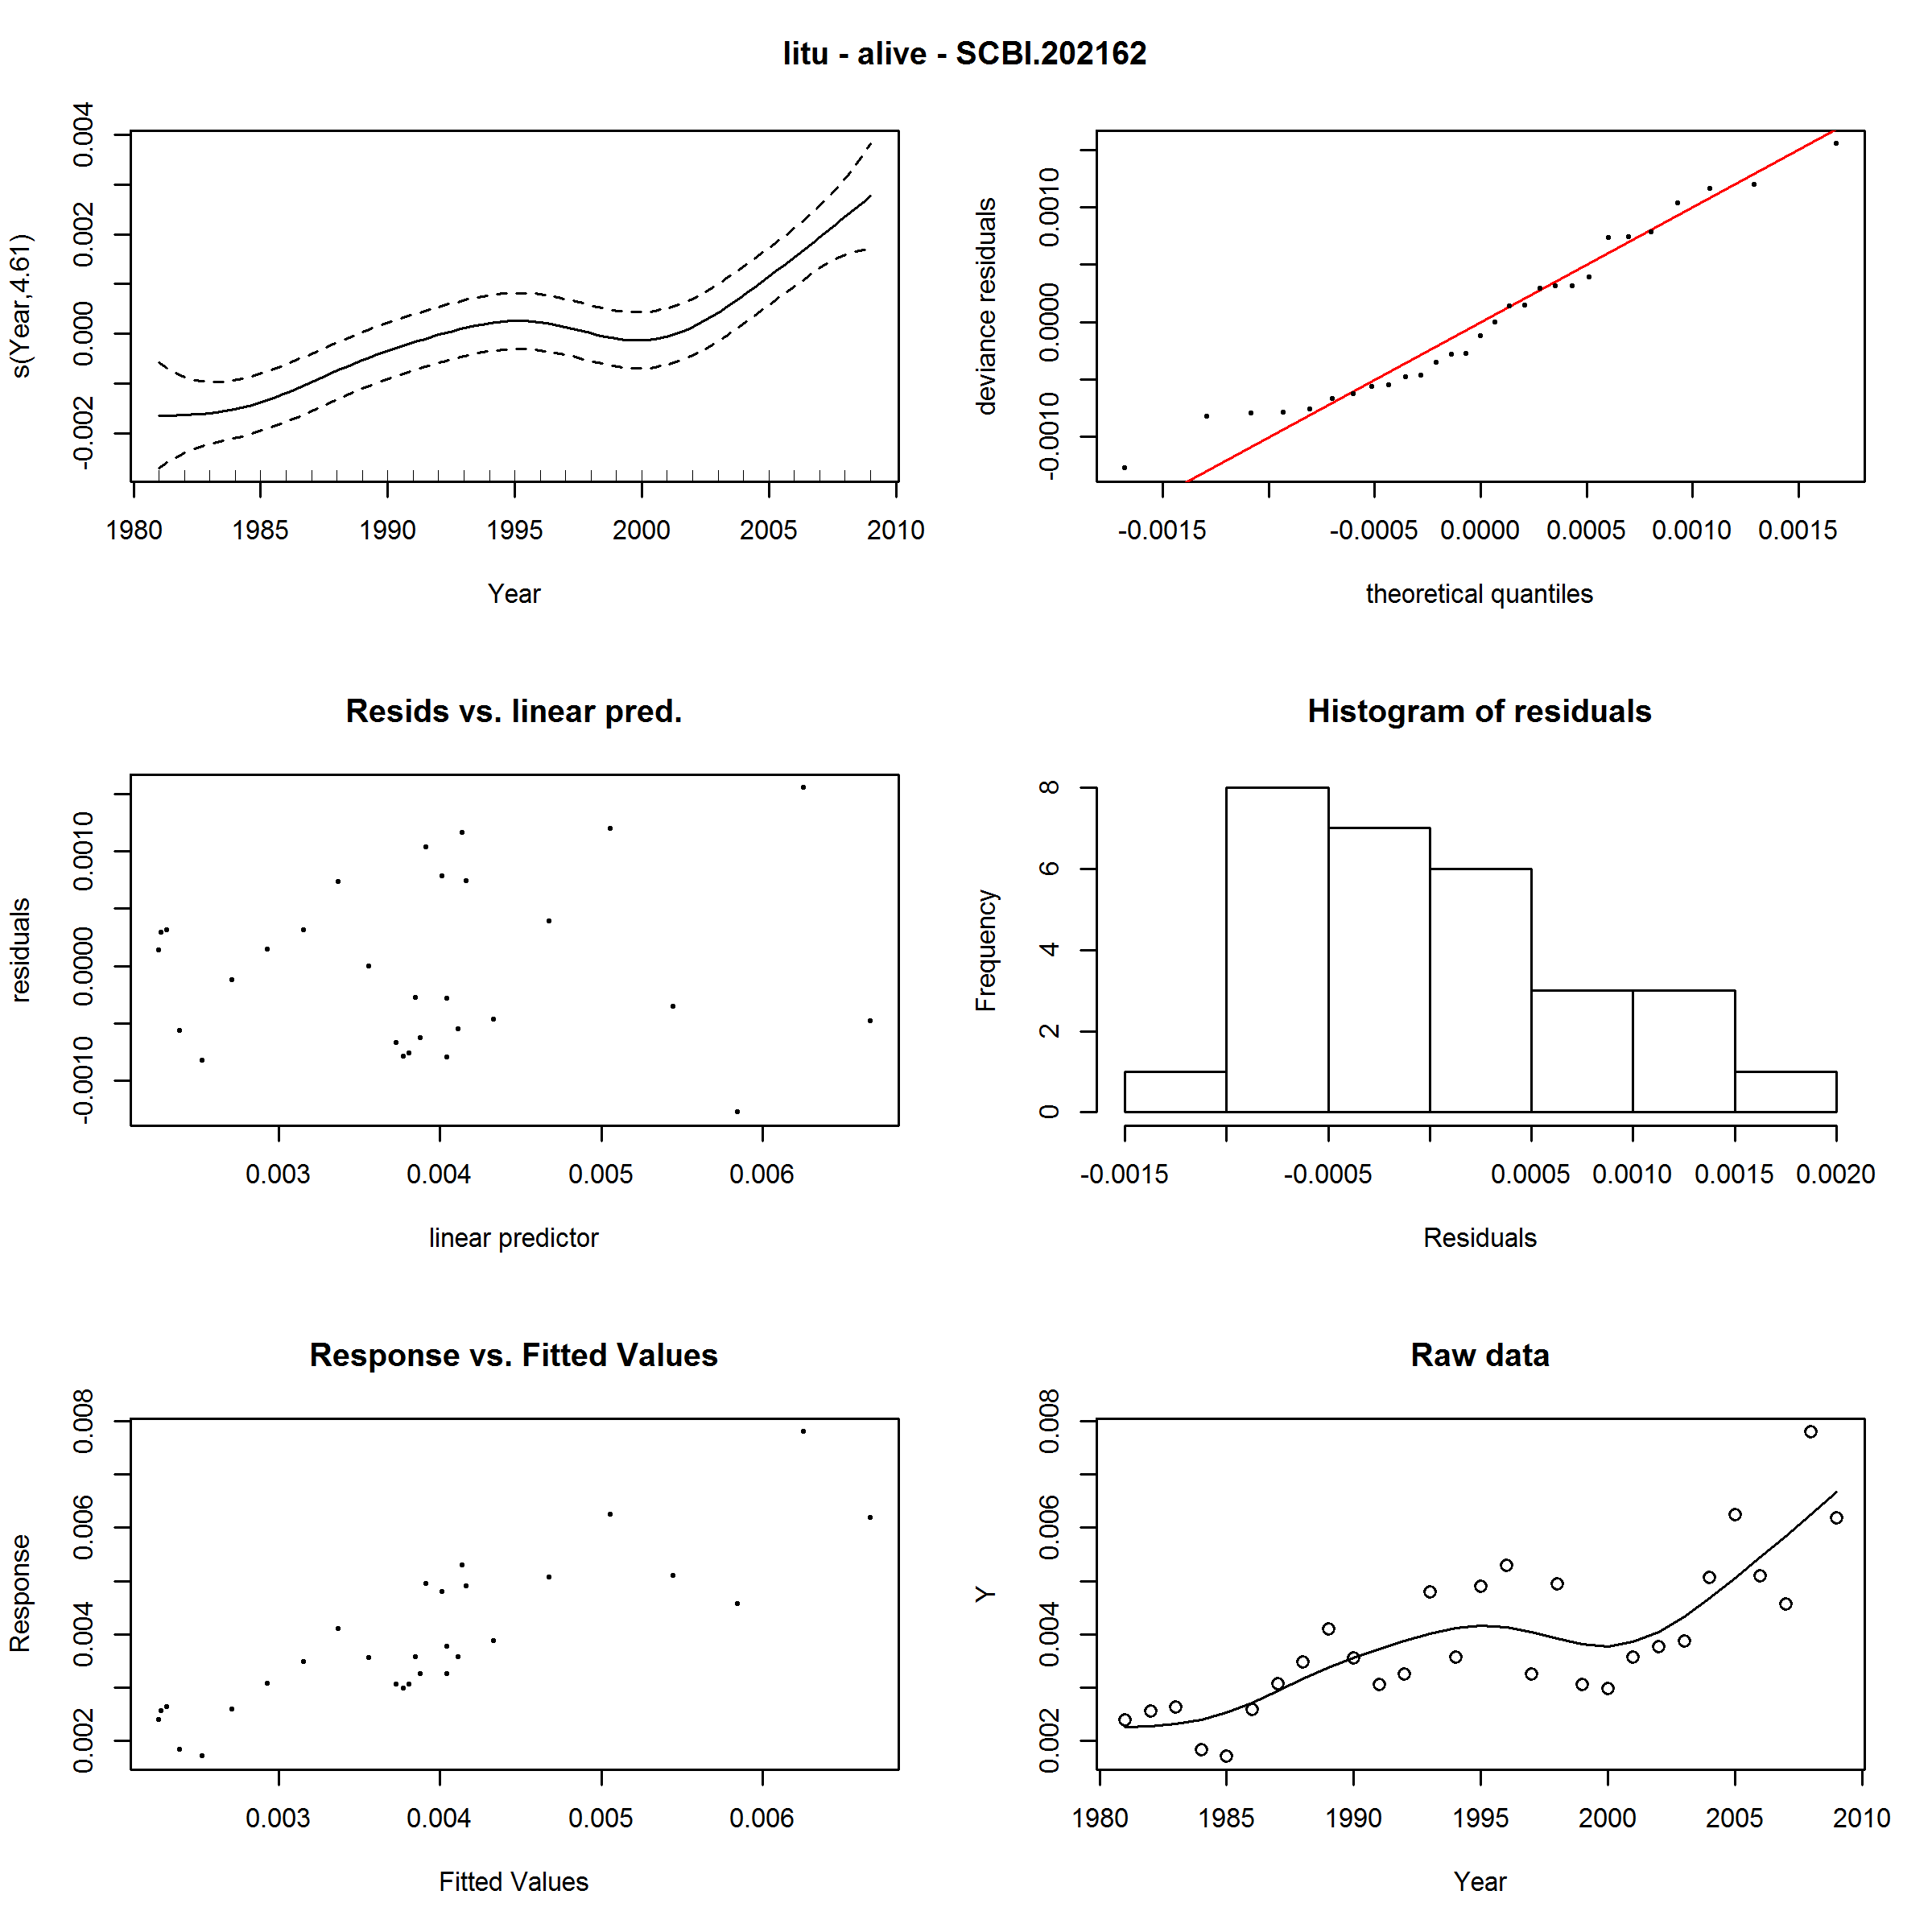 litu - alive - SCBI.202162
s(Year,4.61)
-0.002 0.000 0.002 0.004
1980 1985 1990 1995 2000 2005 2010
Year
deviance residuals
-0.0010 0.0000 0.0010
-0.0015 -0.0005 0.0000 0.0005 0.0010 0.0015
theoretical quantiles
Resids vs. linear pred.
residuals
-0.0010 0.0000 0.0010
0.003 0.004 0.005 0.006
linear predictor
Histogram of residuals
Frequency
0 2 4 6 8
-0.0015 -0.0005 0.0005 0.0010 0.0015 0.0020
Residuals
Response vs. Fitted Values
Response
0.002 0.004 0.006 0.008
0.003 0.004 0.005 0.006
Fitted Values
Raw data
Y
0.002 0.004 0.006 0.008
1980 1985 1990 1995 2000 2005 2010
Year